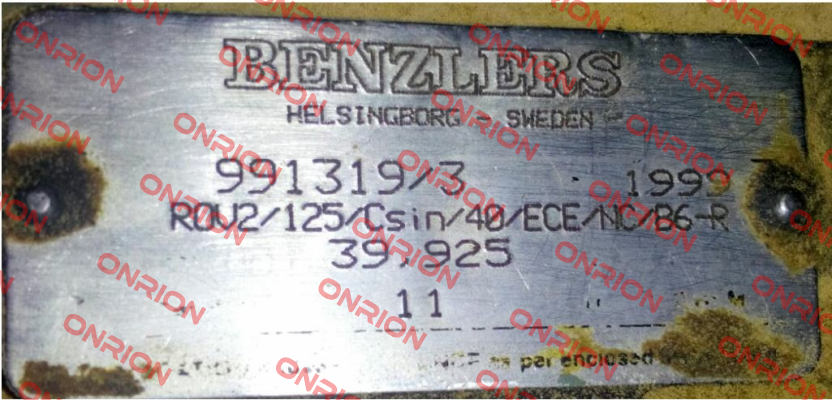 BENZLERS
HELSINGBORG - SWEDEN
991319/3 1999
ROU2/125/Csin/40/ECE/NC/B6-R
39.925
11
as per enclosed
ONRION